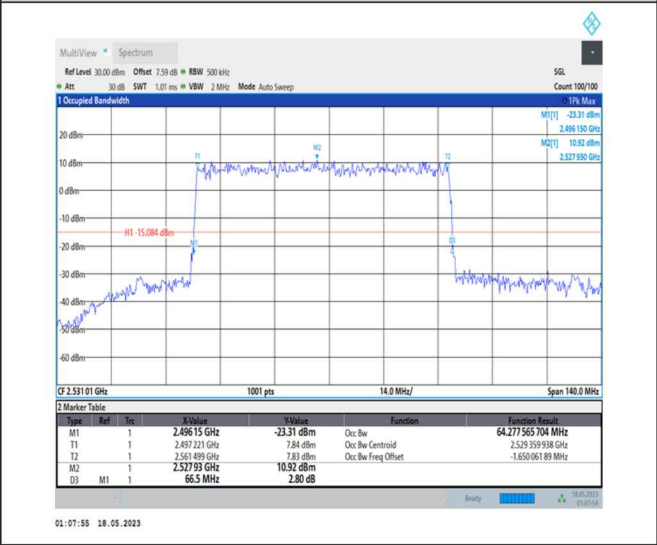 MultiView Spectrum
Ref Level 30.00 dBm Offset 7.59 dB RBW 500 kHz SGL
Att 30 dB SWT 1.01 ms VBW 2 MHz Mode Auto Sweep Count 100/100
1 Occupied Bandwidth 1Pk Max
M1[1] -23.31 dBm
2.496 150 GHz
M2[1] 10.92 dBm
2.527 930 GHz
20 dBm
M2
T1 T2
10 dBm
0 dBm
-10 dBm
H1 -15.084 dBm
M1 D3
-20 dBm
-30 dBm
-40 dBm
-50 dBm
-60 dBm
CF 2.531 01 GHz 1001 pts 14.0 MHz/ Span 140.0 MHz
2 Marker Table
Type Ref Trc X-Value Y-Value Function Function Result
M1 1 2.496 15 GHz -23.31 dBm Occ Bw 64.277 565 704 MHz
T1 1 2.497 221 GHz 7.84 dBm Occ Bw Centroid 2.529 359 938 GHz
T2 1 2.561 499 GHz 7.83 dBm Occ Bw Freq Offset -1.650 061 89 MHz
M2 1 2.527 93 GHz 10.92 dBm
D3 M1 1 66.5 MHz 2.80 dB
Ready 18.05.2023
01:07:54
01:07:55 18.05.2023